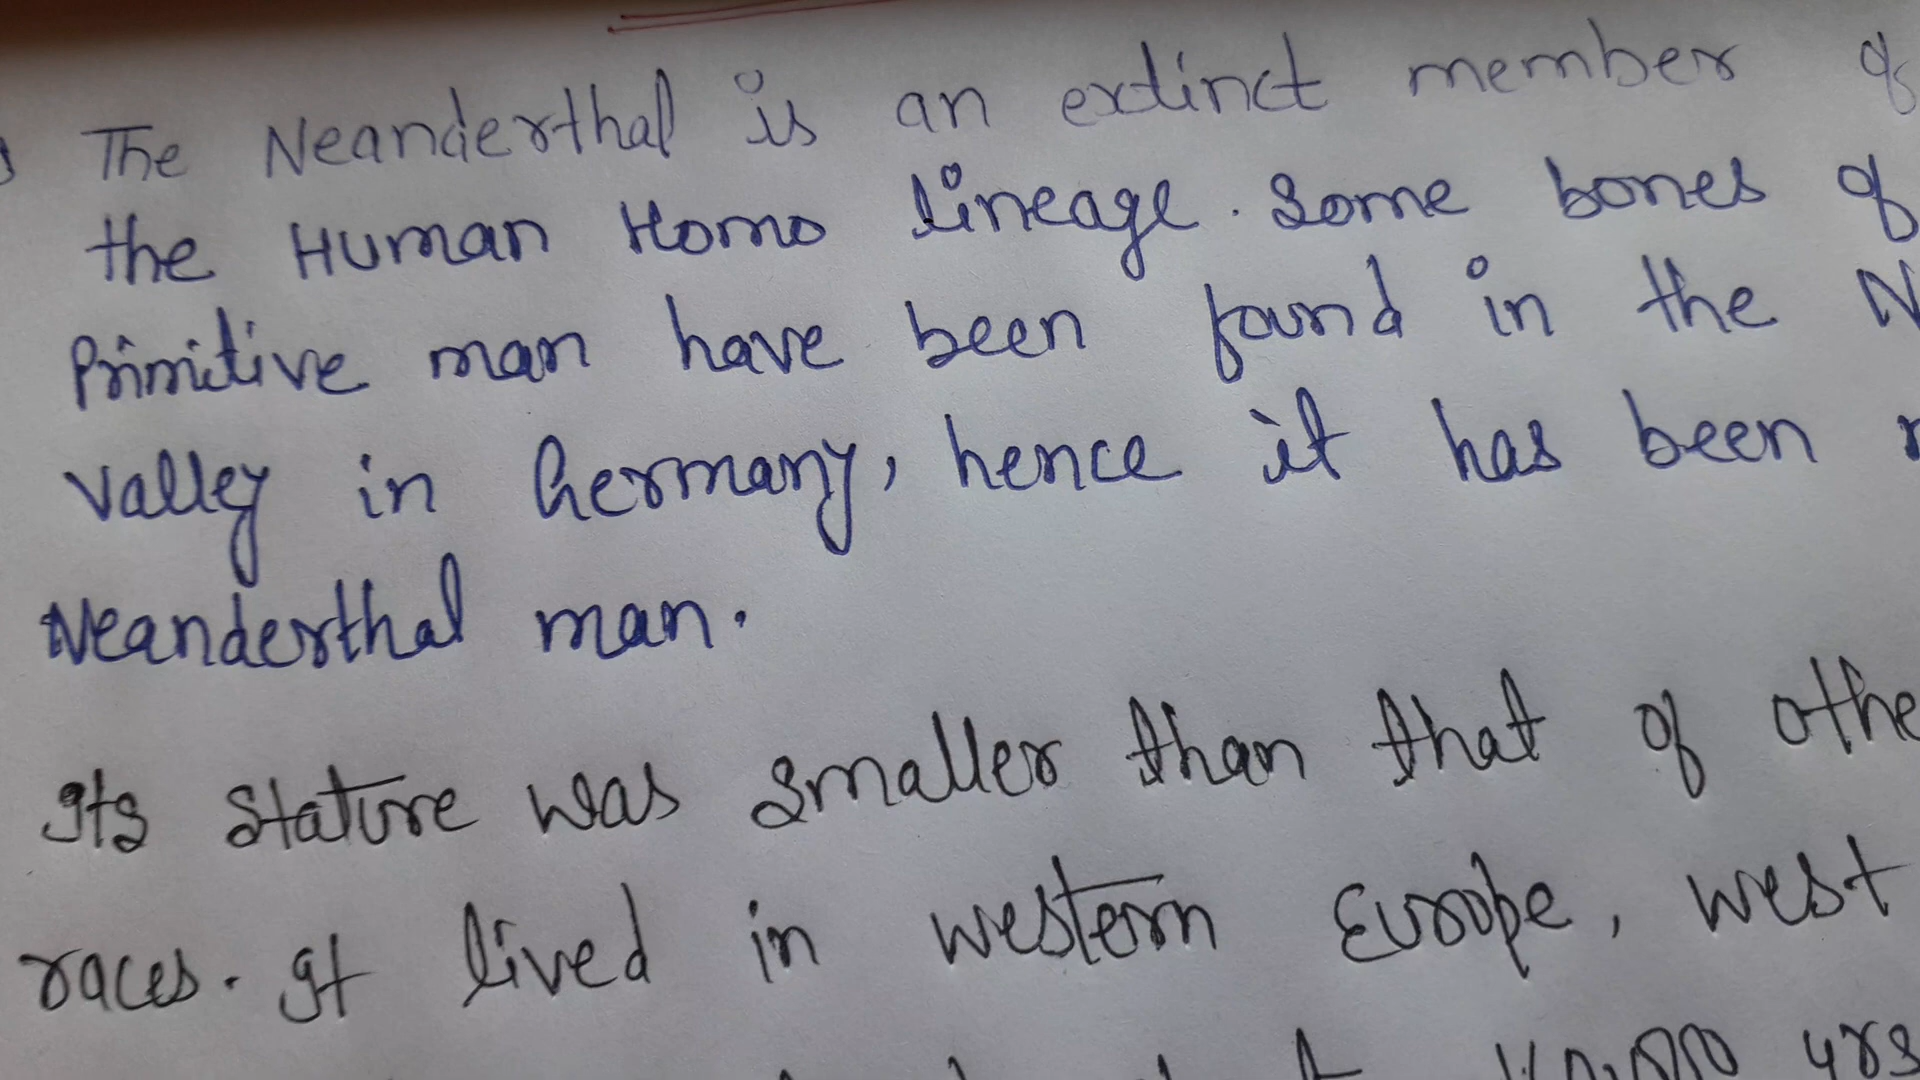 The Neanderthal is an extinct member of
the Human Homo lineage. Some bones of
Primitive man have been found in the N
valley in Germany, hence it has been
Neanderthal man.
Its stature was smaller than that of othe
races. It lived in western Europe, west
yrs